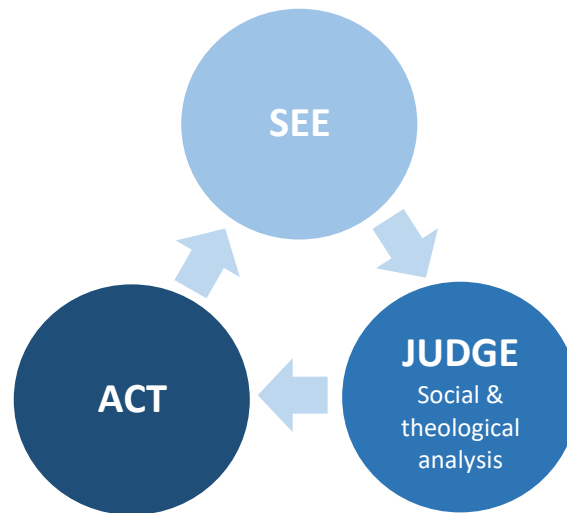 SEE
JUDGE
Social &
theological
analysis
ACT